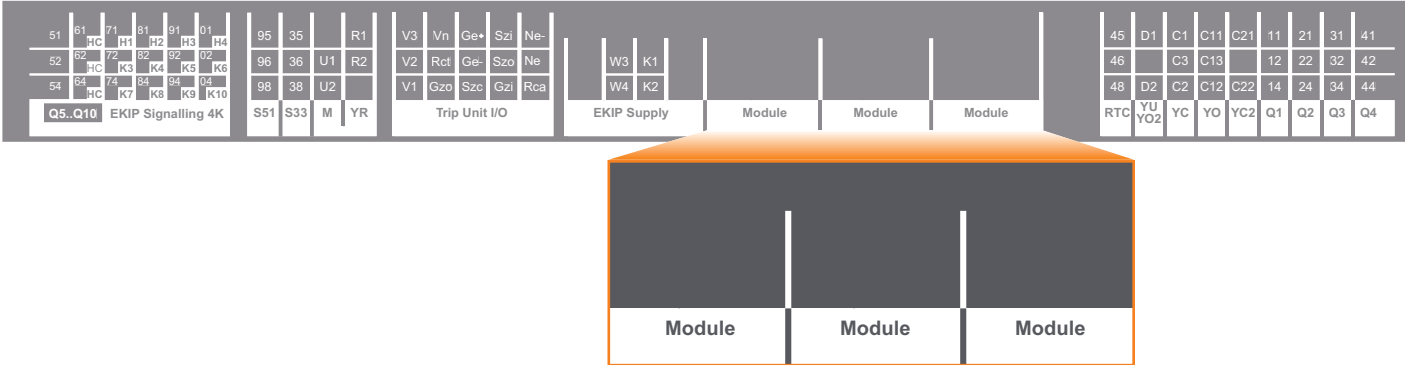 51 61 HC 71 H1 81 H2 91 H3 01 H4 95 35 R1 V3 Vn Ge+ Szi Ne- 45 D1 C1 C11 C21 11 21 31 41
52 62 HC 72 K3 82 K4 92 K5 02 K6 96 36 U1 R2 V2 Rct Ge- Szo Ne W3 K1 46 C3 C13 12 22 32 42
54 64 HC 74 K7 84 K8 94 K9 04 K10 98 38 U2 V1 Gzo Szc Gzi Rca W4 K2 48 D2 C2 C12 C22 14 24 34 44
Q5..Q10 EKIP Signalling 4K S51 S33 M YR Trip Unit I/O EKIP Supply Module Module Module RTC YU YO2 YC YO YC2 Q1 Q2 Q3 Q4
Module Module Module